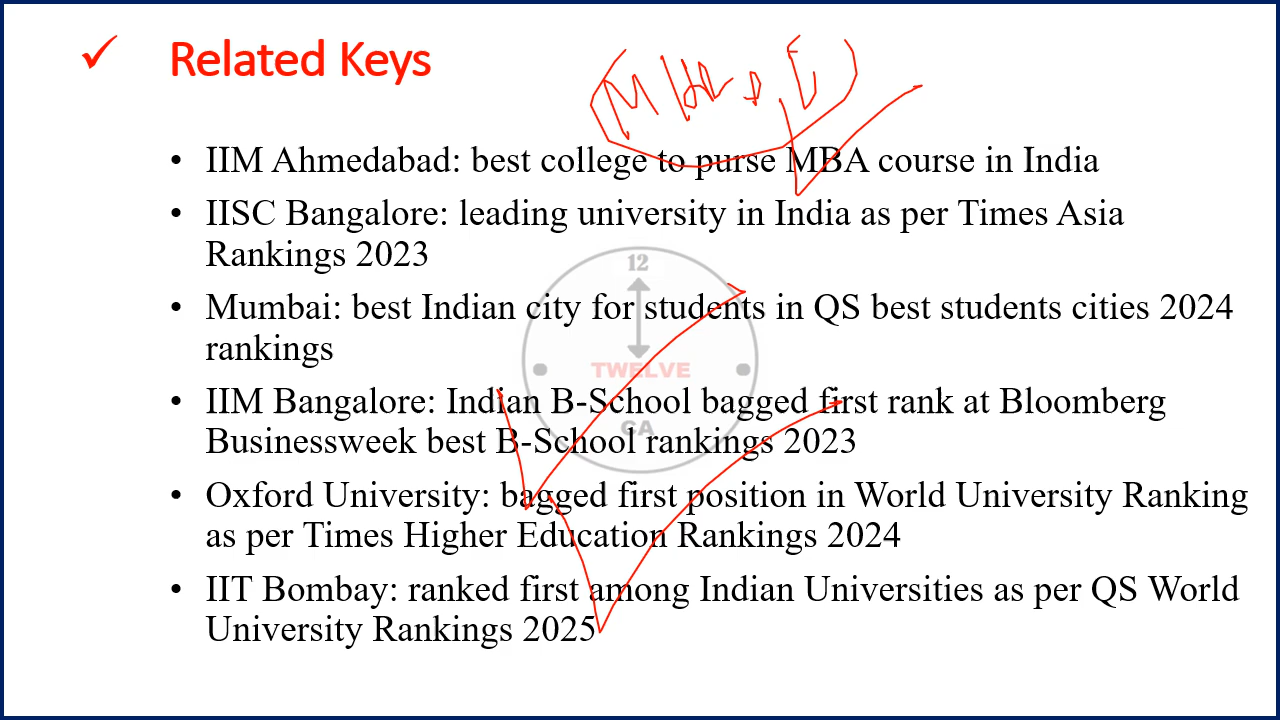 Related Keys
• IIM Ahmedabad: best college to purse MBA course in India
• IISC Bangalore: leading university in India as per Times Asia
Rankings 2023
12
• Mumbai: best Indian city for students in QS best students cities 2024
rankings
TWELVE
• IIM Bangalore: Indian B-School bagged first rank at Bloomberg
GA
Businessweek best B-School rankings 2023
• Oxford University: bagged first position in World University Ranking
as per Times Higher Education Rankings 2024
• IIT Bombay: ranked first among Indian Universities as per QS World
University Rankings 2025